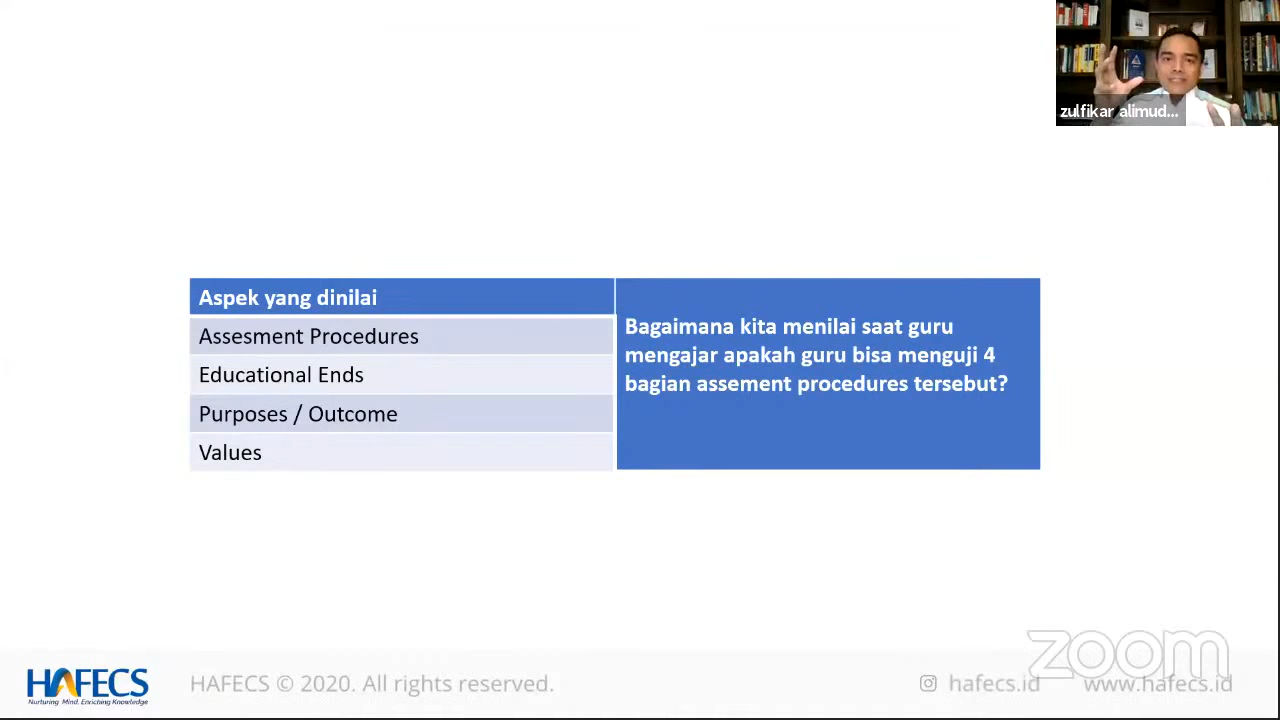 zulfikar alimud...
Aspek yang dinilai
Assesment Procedures
Educational Ends
Purposes / Outcome
Values
Bagaimana kita menilai saat guru
mengajar apakah guru bisa menguji 4
bagian assement procedures tersebut?
zoom
HAFECS
Nurturing Mind, Enriching Knowledge
HAFECS © 2020. All rights reserved.
hafecs.id
www.hafecs.id